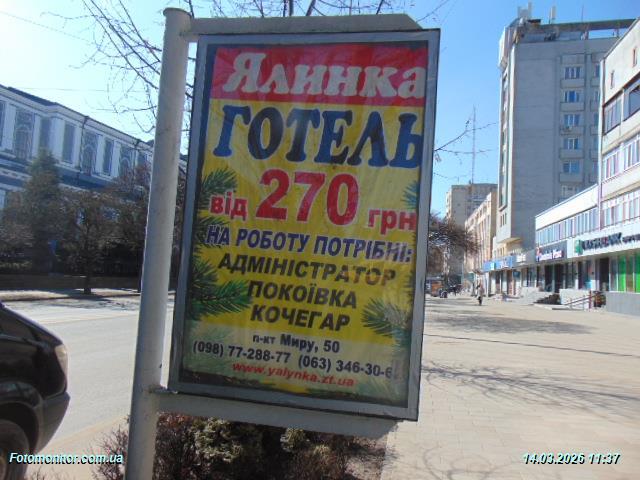 Ялинка
ГОТЕЛЬ
від 270 грн
НА РОБОТУ ПОТРІБНІ:
АДМІНІСТРАТОР
ПОКОЇВКА
КОЧЕГАР
п-кт Миру, 50
(098) 77-288-77 (063) 346-30-6
www.yalynka.zt.ua
Fotomonitor.com.ua
14.03.2026 11:37